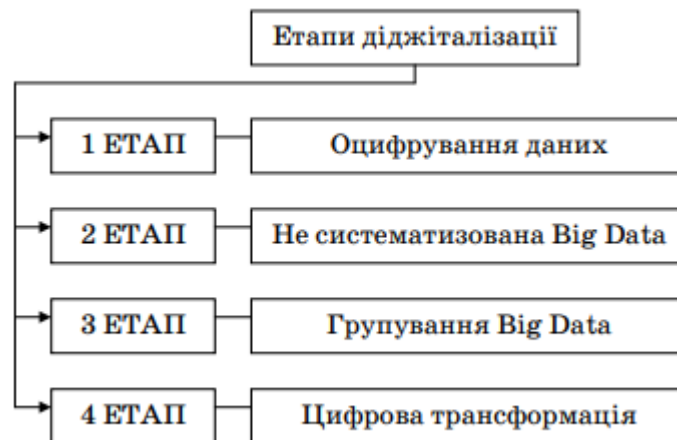 Етапи діджіталізації
1 ЕТАП Оцифрування даних
2 ЕТАП Не систематизована Big Data
3 ЕТАП Групування Big Data
4 ЕТАП Цифрова трансформація